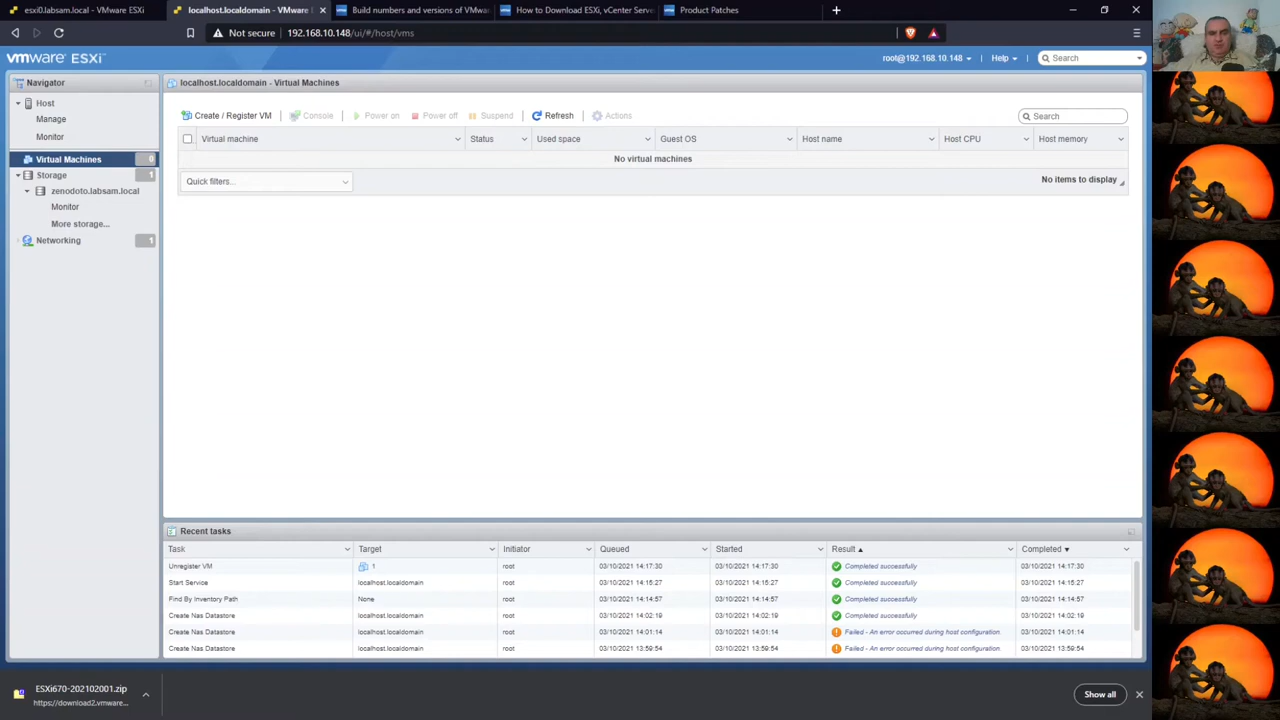 esxi0.labsam.local - VMware ESXi
localhost.localdomain - VMware E
Build numbers and versions of VMwa
How to Download ESXi, vCenter Serve
Product Patches
Not secure 192.168.10.148/ui/#/host/vms
vmware ESXi
root@192.168.10.148
Help
Search
Navigator
Host
Manage
Monitor
Virtual Machines 0
Storage 1
zenodoto.labsam.local
Monitor
More storage...
Networking 1
localhost.localdomain - Virtual Machines
Create / Register VM Console Power on Power off Suspend Refresh Actions
Search
Virtual machine Status Used space Guest OS Host name Host CPU Host memory
No virtual machines
Quick filters...
No items to display
Recent tasks
Task Target Initiator Queued Started Result Completed
Unregister VM 1 root 03/10/2021 14:17:30 03/10/2021 14:17:30 Completed successfully 03/10/2021 14:17:30
Start Service localhost.localdomain root 03/10/2021 14:15:27 03/10/2021 14:15:27 Completed successfully 03/10/2021 14:15:27
Find By Inventory Path None root 03/10/2021 14:14:57 03/10/2021 14:14:57 Completed successfully 03/10/2021 14:14:57
Create Nas Datastore localhost.localdomain root 03/10/2021 14:02:19 03/10/2021 14:02:19 Completed successfully 03/10/2021 14:02:19
Create Nas Datastore localhost.localdomain root 03/10/2021 14:01:14 03/10/2021 14:01:14 Failed - An error occurred during host configuration. 03/10/2021 14:01:14
Create Nas Datastore localhost.localdomain root 03/10/2021 13:59:54 03/10/2021 13:59:54 Failed - An error occurred during host configuration. 03/10/2021 13:59:54
ESXi670-202102001.zip
https://download2.vmware...
Show all